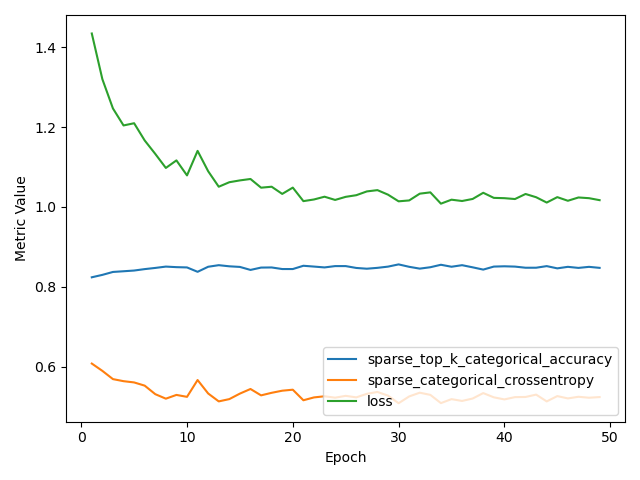 1.4
1.2
1.0
0.8
0.6
Metric Value
sparse_top_k_categorical_accuracy
sparse_categorical_crossentropy
loss
0 10 20 30 40 50
Epoch